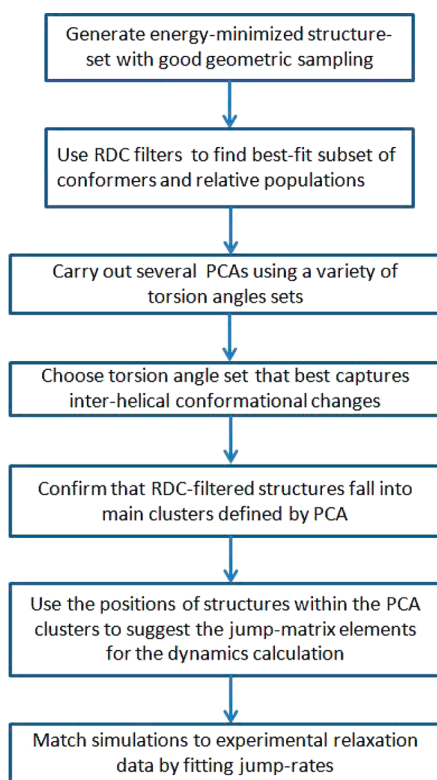 Generate energy-minimized structure-
set with good geometric sampling
Use RDC filters to find best-fit subset of
conformers and relative populations
Carry out several PCAs using a variety of
torsion angles sets
Choose torsion angle set that best captures
inter-helical conformational changes
Confirm that RDC-filtered structures fall into
main clusters defined by PCA
Use the positions of structures within the PCA
clusters to suggest the jump-matrix elements
for the dynamics calculation
Match simulations to experimental relaxation
data by fitting jump-rates